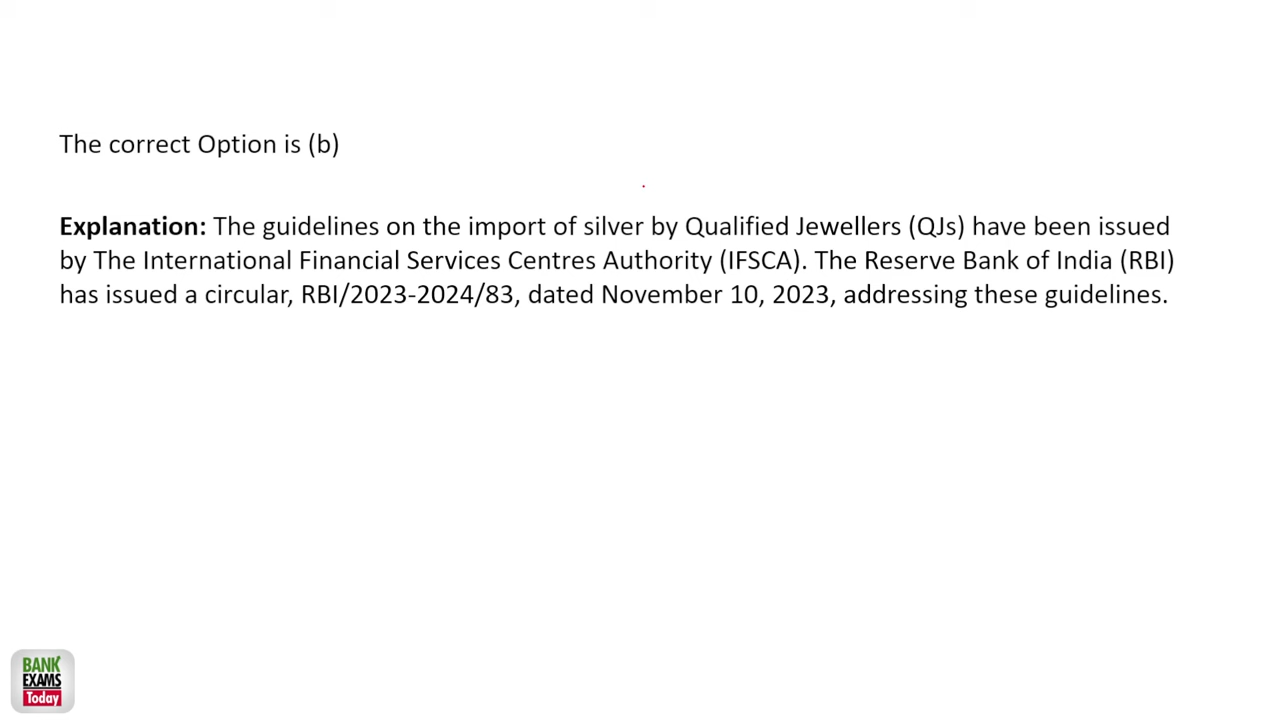 The correct Option is (b)
Explanation: The guidelines on the import of silver by Qualified Jewellers (QJs) have been issued
by The International Financial Services Centres Authority (IFSCA). The Reserve Bank of India (RBI)
has issued a circular, RBI/2023-2024/83, dated November 10, 2023, addressing these guidelines.
BANK
EXAMS
Today